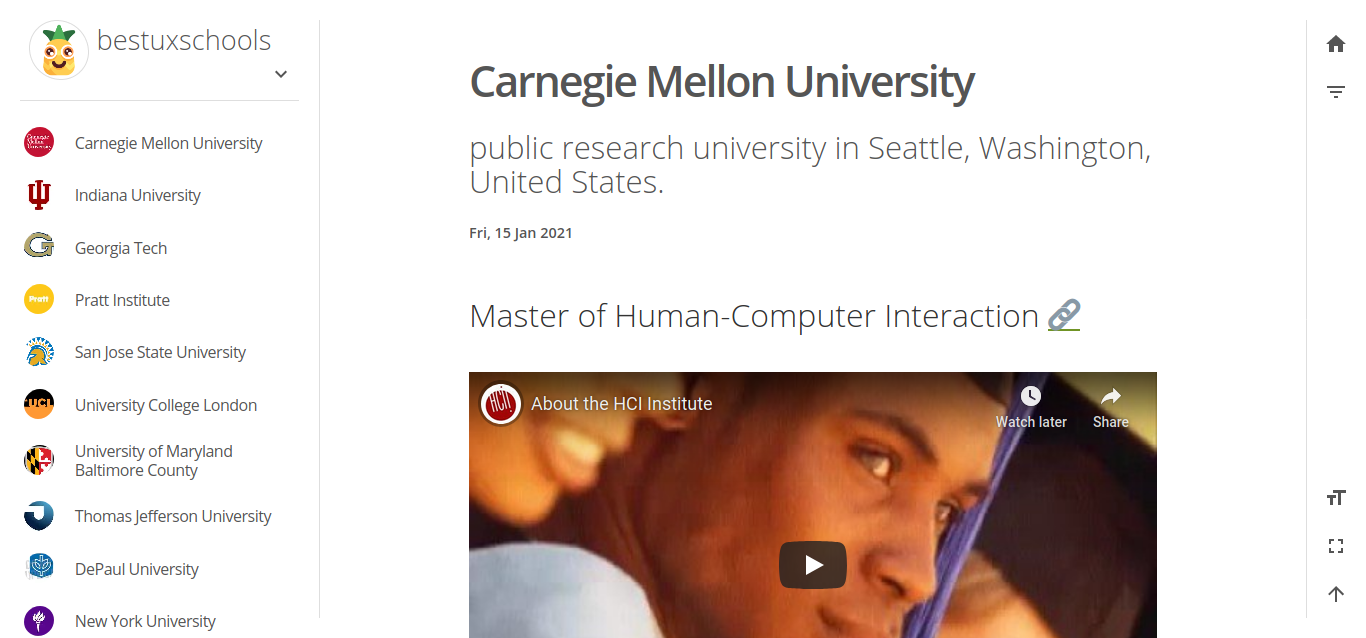 bestuxschools
Carnegie Mellon University
Indiana University
Georgia Tech
Pratt
Pratt Institute
San Jose State University
UCL
University College London
University of Maryland
Baltimore County
Thomas Jefferson University
DePaul University
New York University
Carnegie Mellon University
public research university in Seattle, Washington,
United States.
Fri, 15 Jan 2021
Master of Human-Computer Interaction
HCII
About the HCI Institute
Watch later
Share